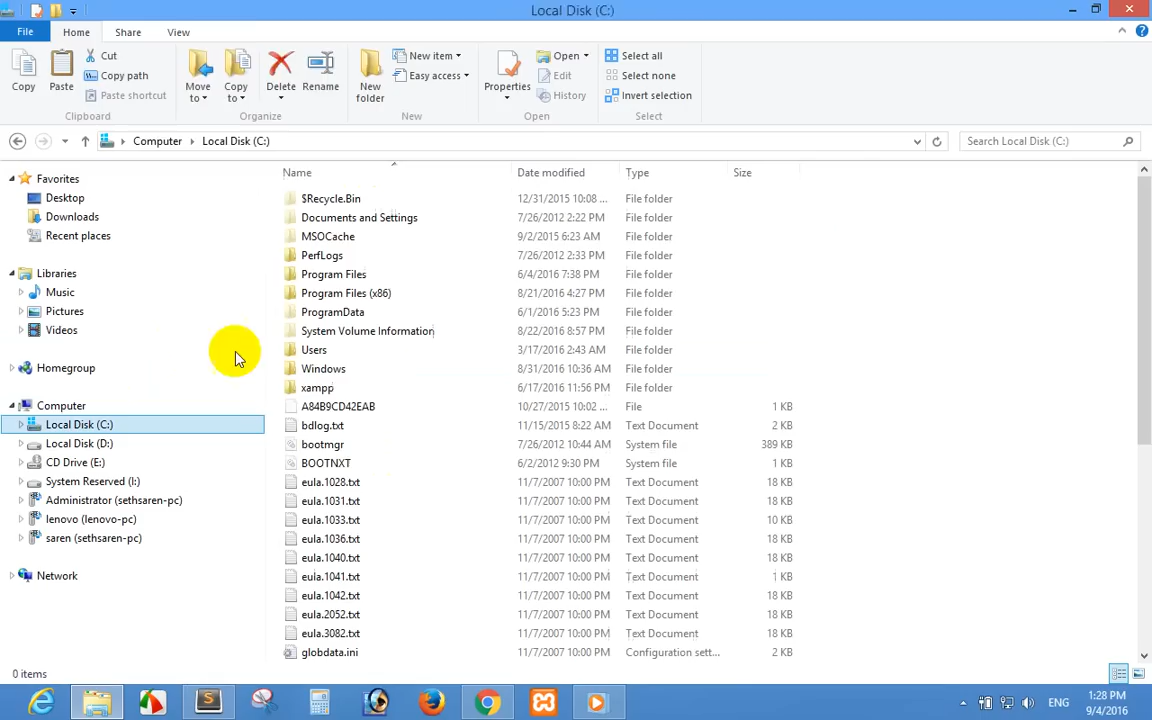 Local Disk (C:)
File Home Share View
Copy
Paste
Cut
Copy path
Paste shortcut
Clipboard
Move to
Copy to
Delete
Rename
Organize
New folder
New item
Easy access
New
Properties
Open
Edit
History
Open
Select all
Select none
Invert selection
Select
Computer Local Disk (C:)
Search Local Disk (C:)
Favorites
Desktop
Downloads
Recent places
Libraries
Music
Pictures
Videos
Homegroup
Computer
Local Disk (C:)
Local Disk (D:)
CD Drive (E:)
System Reserved (I:)
Administrator (sethsaren-pc)
lenovo (lenovo-pc)
saren (sethsaren-pc)
Network
Name Date modified Type Size
$Recycle.Bin 12/31/2015 10:08 ... File folder
Documents and Settings 7/26/2012 2:22 PM File folder
MSOCache 9/2/2015 6:23 AM File folder
PerfLogs 7/26/2012 2:33 PM File folder
Program Files 6/4/2016 7:38 PM File folder
Program Files (x86) 8/21/2016 4:27 PM File folder
ProgramData 6/1/2016 5:23 PM File folder
System Volume Information 8/22/2016 8:57 PM File folder
Users 3/17/2016 2:43 AM File folder
Windows 8/31/2016 10:36 AM File folder
xampp 6/17/2016 11:56 PM File folder
A84B9CD42EAB 10/27/2015 10:02 ... File 1 KB
bdlog.txt 11/15/2015 8:22 AM Text Document 2 KB
bootmgr 7/26/2012 10:44 AM System file 389 KB
BOOTNXT 6/2/2012 9:30 PM System file 1 KB
eula.1028.txt 11/7/2007 10:00 PM Text Document 18 KB
eula.1031.txt 11/7/2007 10:00 PM Text Document 18 KB
eula.1033.txt 11/7/2007 10:00 PM Text Document 10 KB
eula.1036.txt 11/7/2007 10:00 PM Text Document 18 KB
eula.1040.txt 11/7/2007 10:00 PM Text Document 18 KB
eula.1041.txt 11/7/2007 10:00 PM Text Document 1 KB
eula.1042.txt 11/7/2007 10:00 PM Text Document 18 KB
eula.2052.txt 11/7/2007 10:00 PM Text Document 18 KB
eula.3082.txt 11/7/2007 10:00 PM Text Document 18 KB
globdata.ini 11/7/2007 10:00 PM Configuration sett... 2 KB
0 items
ENG
1:28 PM
9/4/2016